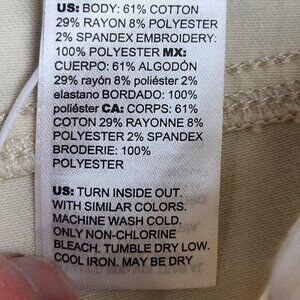 US: BODY: 61% COTTON
29% RAYON 8% POLYESTER
2% SPANDEX EMBROIDERY:
100% POLYESTER MX:
CUERPO: 61% ALGODÓN
29% rayón 8% poliéster 2%
elastano BORDADO: 100%
poliéster CA: CORPS: 61%
COTON 29% RAYONNE 8%
POLYESTER 2% SPANDEX
BRODERIE: 100%
POLYESTER
US: TURN INSIDE OUT.
WITH SIMILAR COLORS.
MACHINE WASH COLD.
ONLY NON-CHLORINE
BLEACH. TUMBLE DRY LOW.
COOL IRON. MAY BE DRY